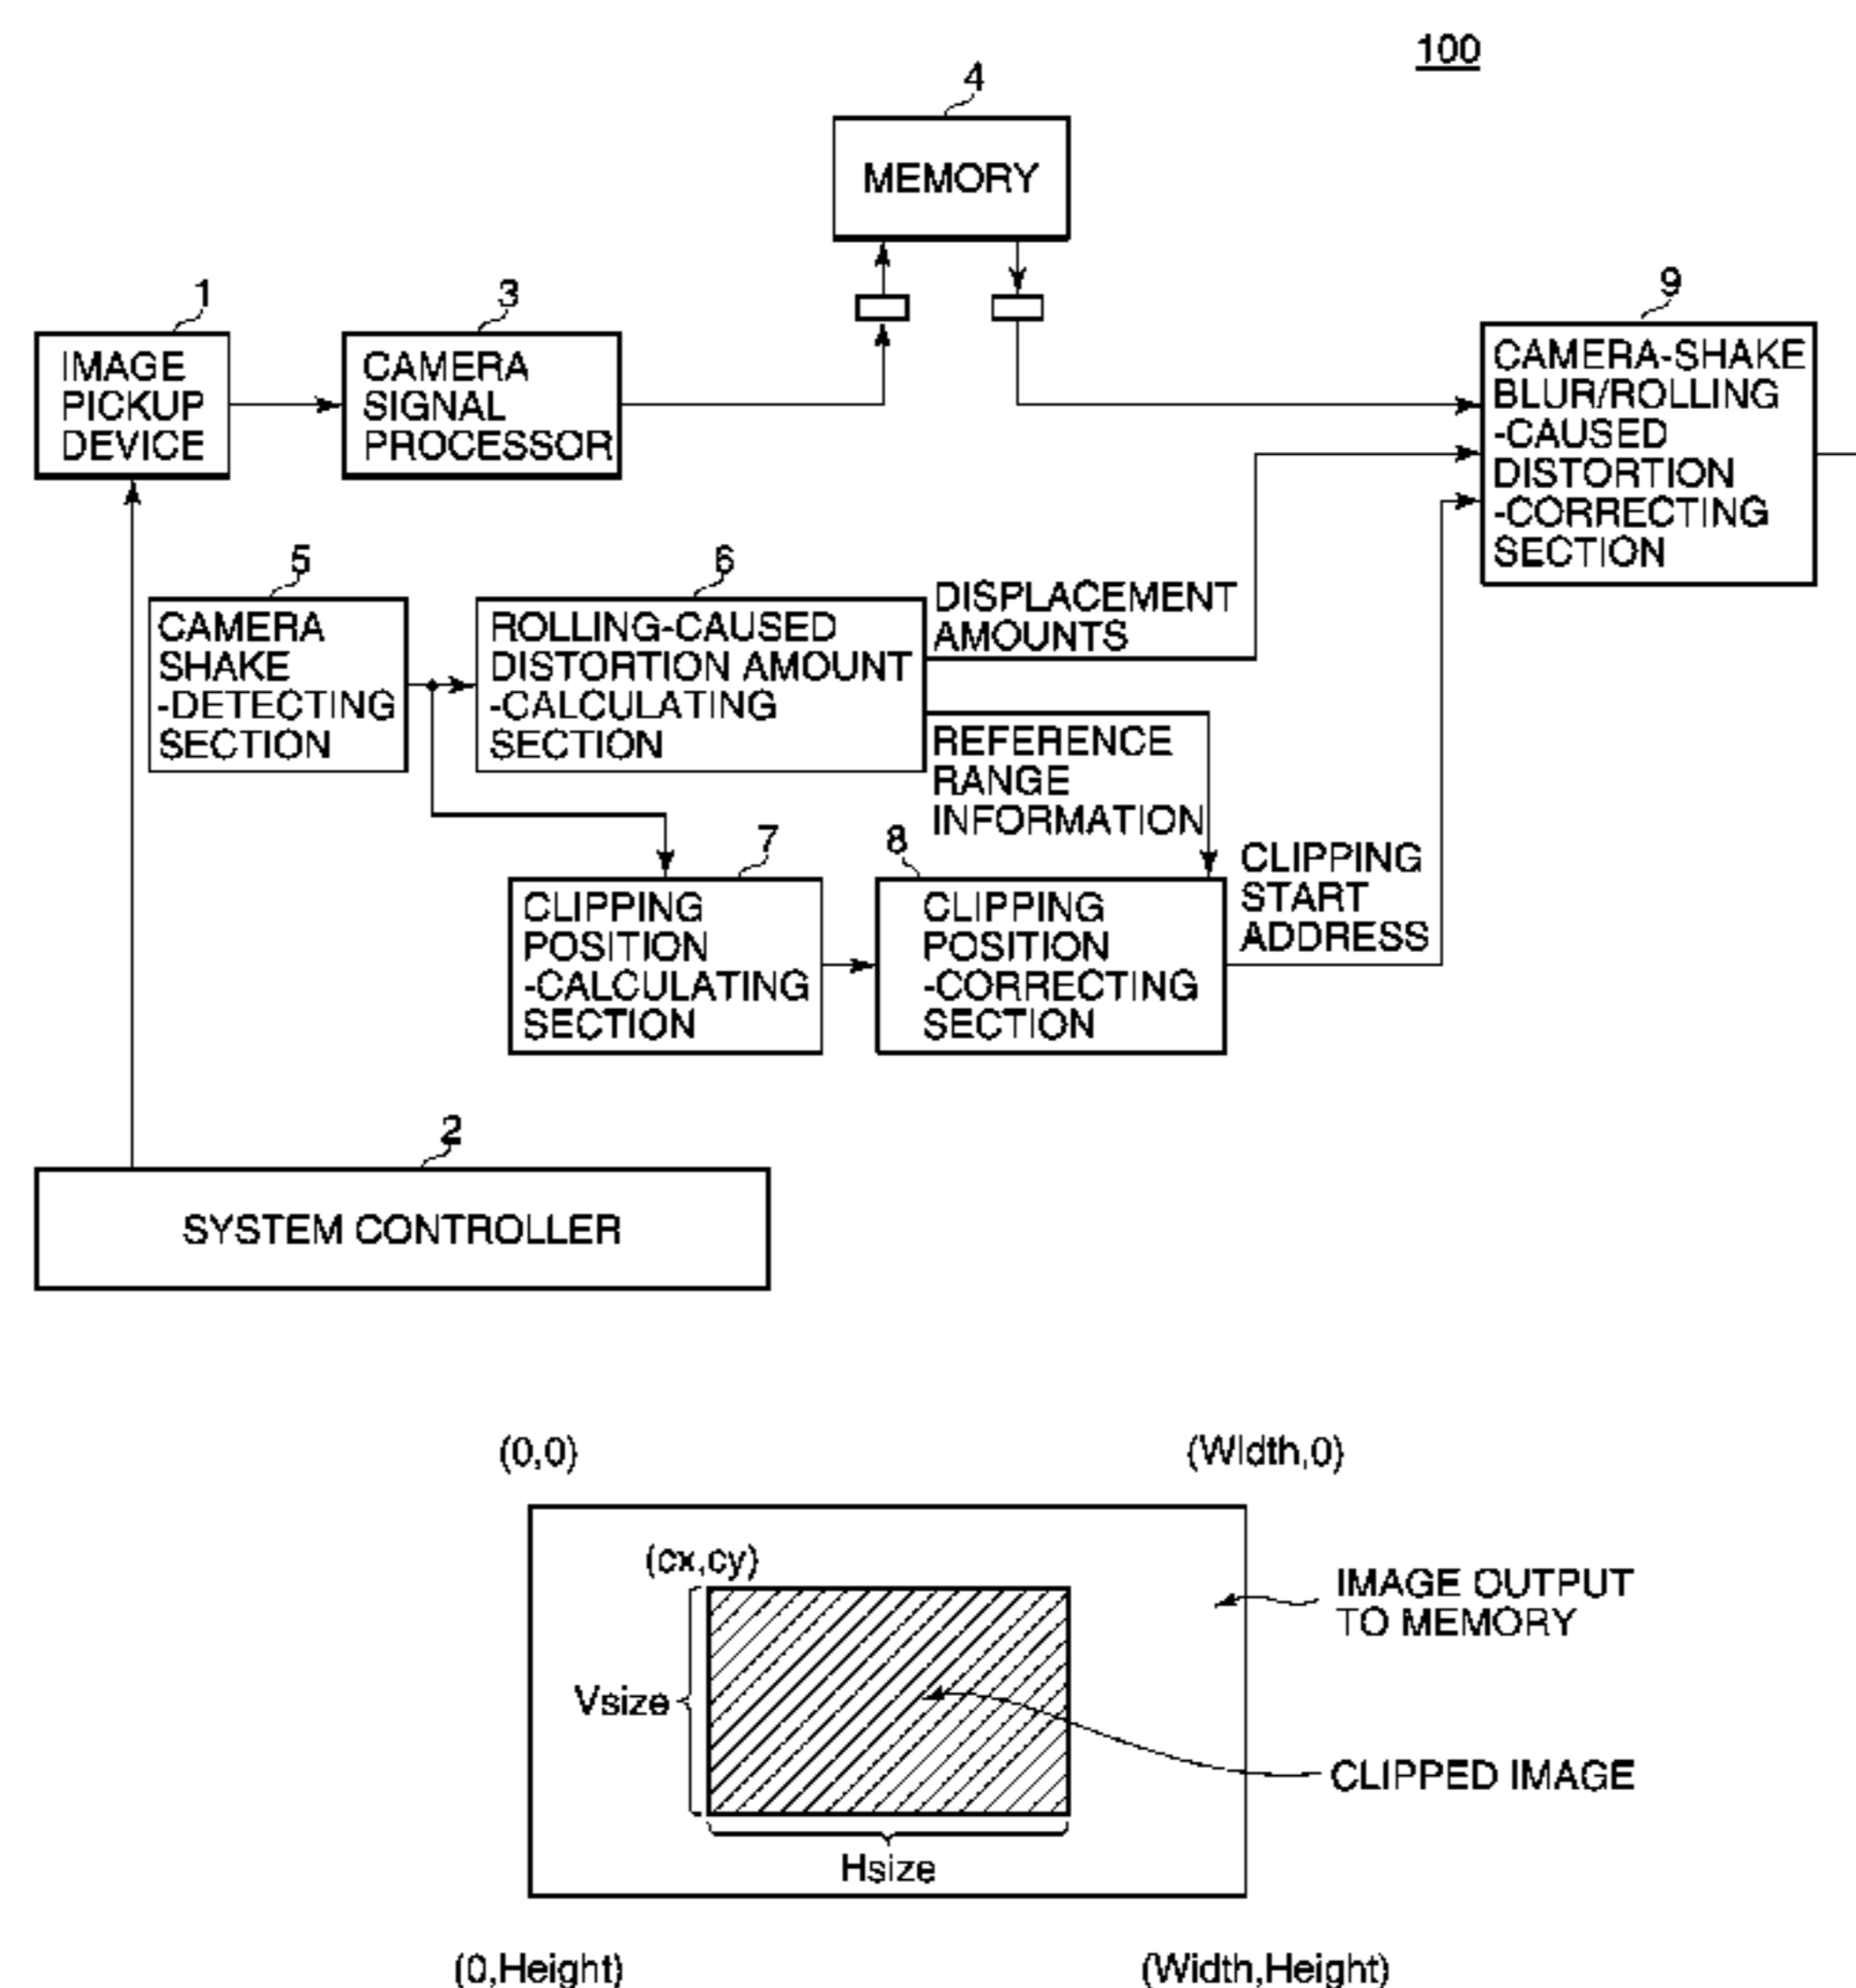 100
4
MEMORY
1
IMAGE
PICKUP
DEVICE
3
CAMERA
SIGNAL
PROCESSOR
9
CAMERA-SHAKE
BLUR/ROLLING
-CAUSED
DISTORTION
-CORRECTING
SECTION
5
CAMERA
SHAKE
-DETECTING
SECTION
6
ROLLING-CAUSED
DISTORTION AMOUNT
-CALCULATING
SECTION
DISPLACEMENT
AMOUNTS
REFERENCE
RANGE
INFORMATION
7
CLIPPING
POSITION
-CALCULATING
SECTION
8
CLIPPING
POSITION
-CORRECTING
SECTION
CLIPPING
START
ADDRESS
2
SYSTEM CONTROLLER
(0,0)
(Width,0)
(cx,cy)
IMAGE OUTPUT
TO MEMORY
Vsize
CLIPPED IMAGE
Hsize
(0,Height)
(Width,Height)